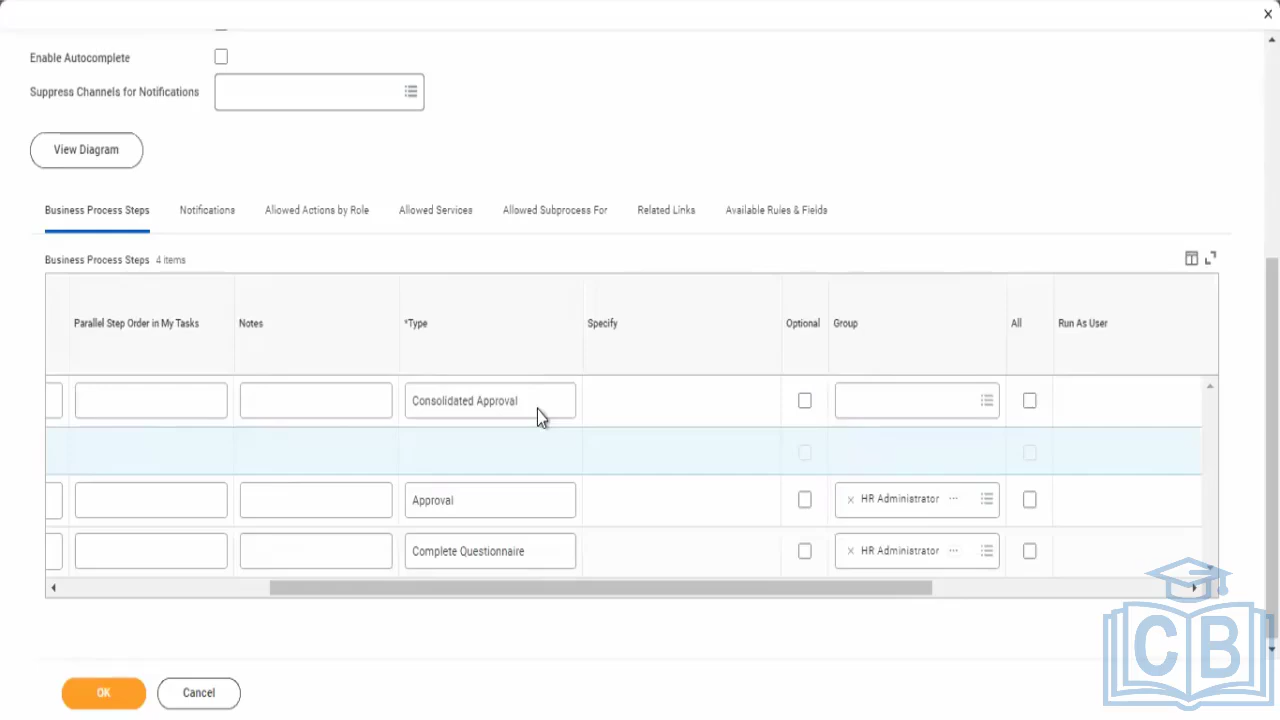 Enable Autocomplete
Suppress Channels for Notifications
View Diagram
Business Process Steps Notifications Allowed Actions by Role Allowed Services Allowed Subprocess For Related Links Available Rules & Fields
Business Process Steps 4 items
Parallel Step Order in My Tasks Notes *Type Specify Optional Group All Run As User
Consolidated Approval
Approval × HR Administrator ...
Complete Questionnaire × HR Administrator ...
OK Cancel
CB